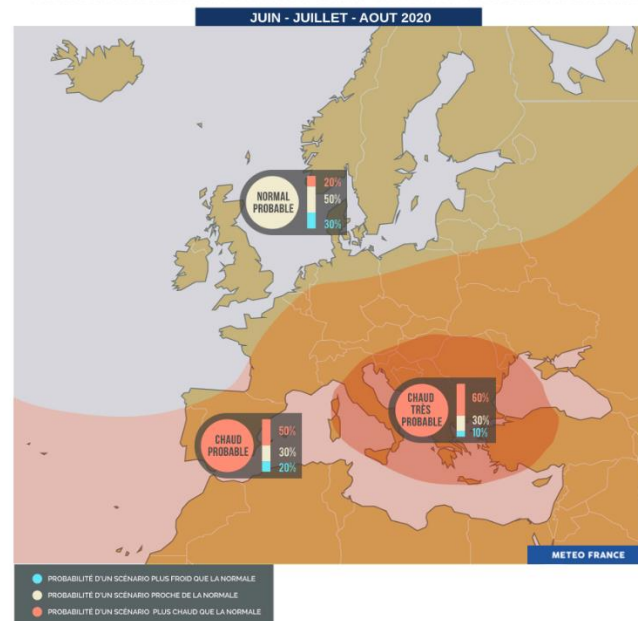 JUIN - JUILLET - AOUT 2020
NORMAL
PROBABLE
20%
50%
30%
CHAUD
PROBABLE
50%
30%
20%
CHAUD
TRÈS
PROBABLE
60%
30%
10%
METEO FRANCE
PROBABILITÉ D'UN SCÉNARIO PLUS FROID QUE LA NORMALE
PROBABILITÉ D'UN SCÉNARIO PROCHE DE LA NORMALE
PROBABILITÉ D'UN SCÉNARIO PLUS CHAUD QUE LA NORMALE